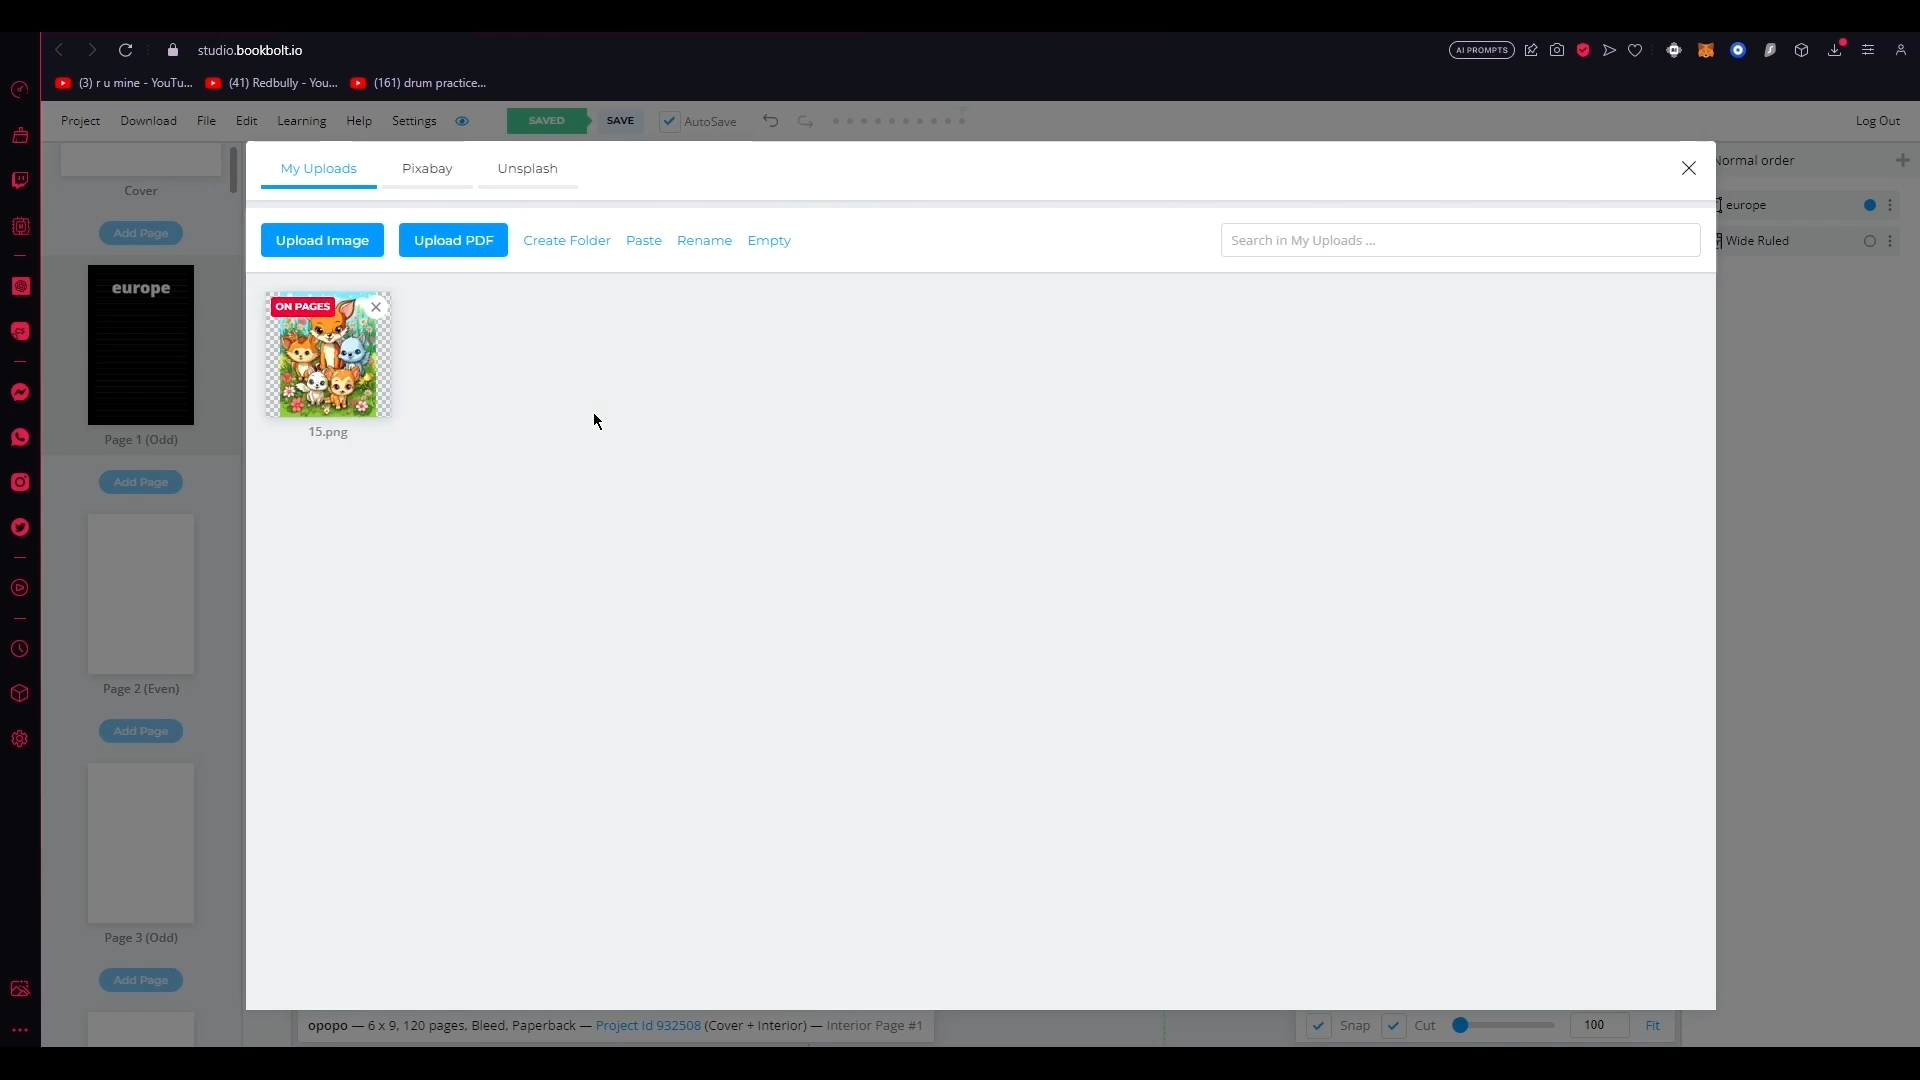 studio.bookbolt.io
AI PROMPTS
(3) r u mine - YouTu...
(41) Redbully - You...
(161) drum practice...
Project
Download
File
Edit
Learning
Help
Settings
SAVED
SAVE
AutoSave
Log Out
My Uploads
Pixabay
Unsplash
Normal order
Cover
Add Page
Upload Image
Upload PDF
Create Folder
Paste
Rename
Empty
Search in My Uploads ...
europe
Wide Ruled
europe
Page 1 (Odd)
ON PAGES
15.png
Add Page
Page 2 (Even)
Add Page
Page 3 (Odd)
Add Page
opopo — 6 x 9, 120 pages, Bleed, Paperback — Project Id 932508 (Cover + Interior) — Interior Page #1
Snap
Cut
100
Fit